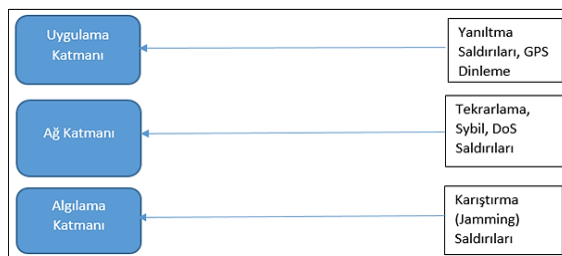 Uygulama
Katmanı
Yanıltma
Saldırıları, GPS
Dinleme
Ağ Katmanı
Tekrarlama,
Sybil, DoS
Saldırıları
Algılama
Katmanı
Karıştırma
(Jamming)
Saldırıları